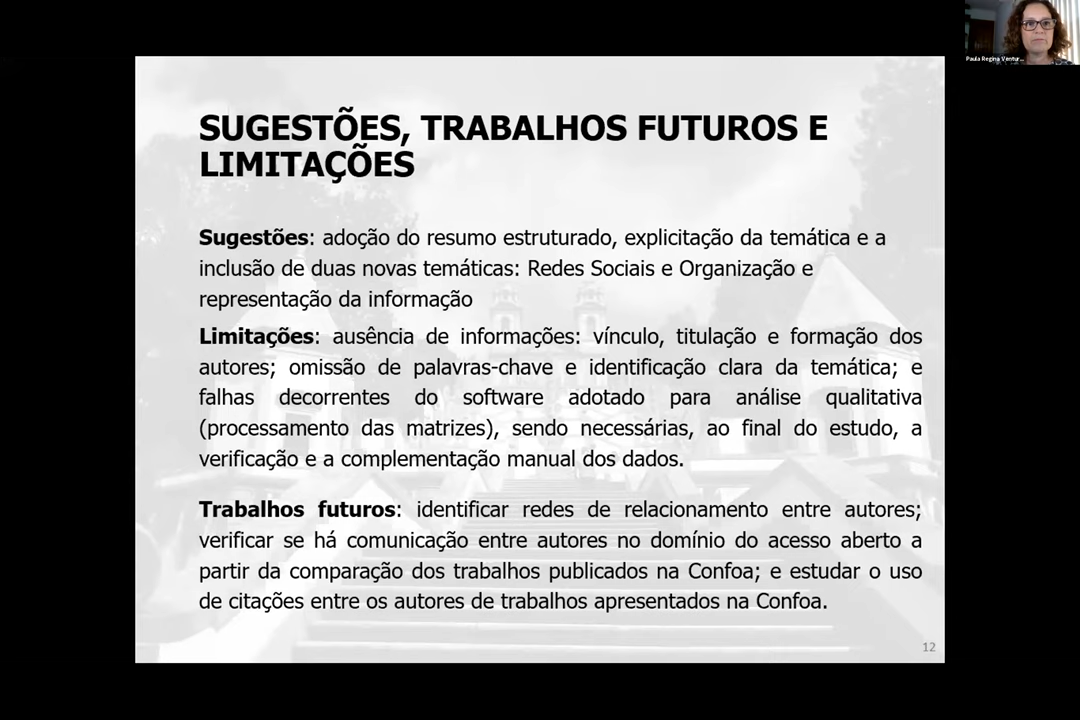 Paula Regina Ventur...
SUGESTÕES, TRABALHOS FUTUROS E
LIMITAÇÕES
Sugestões: adoção do resumo estruturado, explicitação da temática e a
inclusão de duas novas temáticas: Redes Sociais e Organização e
representação da informação
Limitações: ausência de informações: vínculo, titulação e formação dos
autores; omissão de palavras-chave e identificação clara da temática; e
falhas decorrentes do software adotado para análise qualitativa
(processamento das matrizes), sendo necessárias, ao final do estudo, a
verificação e a complementação manual dos dados.
Trabalhos futuros: identificar redes de relacionamento entre autores;
verificar se há comunicação entre autores no domínio do acesso aberto a
partir da comparação dos trabalhos publicados na Confoa; e estudar o uso
de citações entre os autores de trabalhos apresentados na Confoa.
12